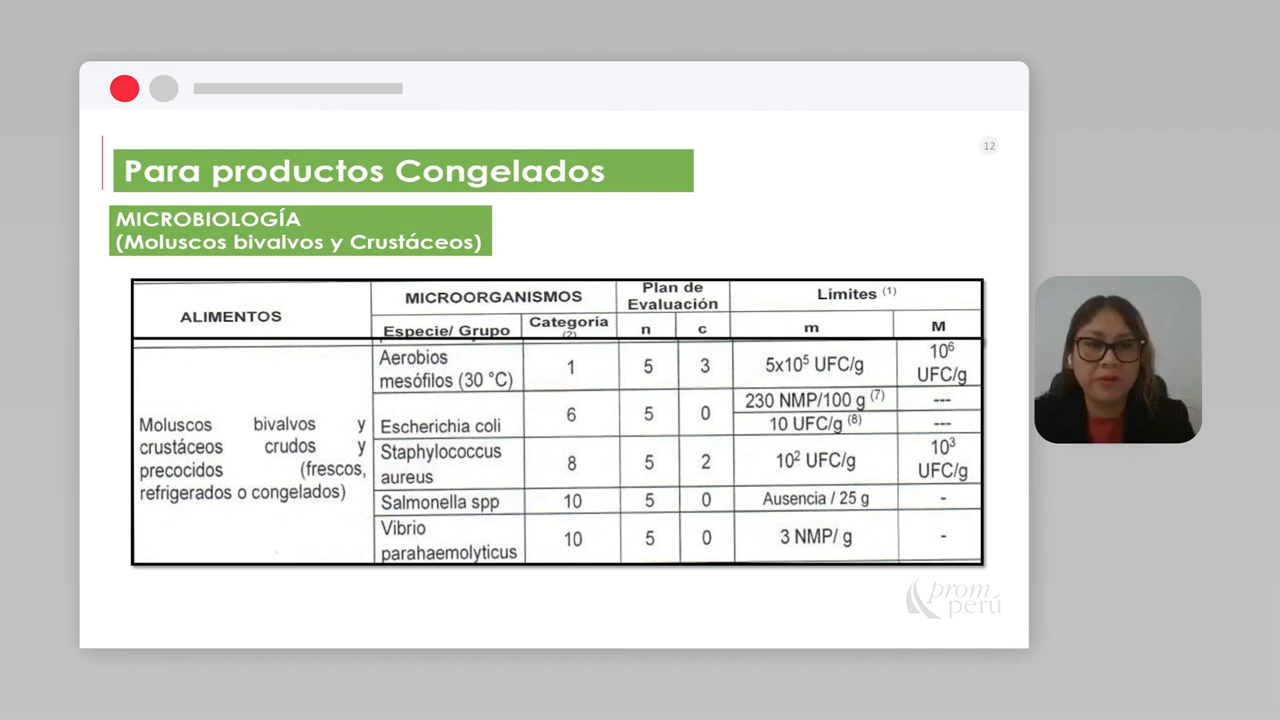 12
Para productos Congelados
MICROBIOLOGÍA
(Moluscos bivalvos y Crustáceos)
ALIMENTOS
MICROORGANISMOS
Plan de
Evaluación
Límites (1)
Especie/ Grupo
Categoría
(2)
n
c
m
M
Moluscos bivalvos y
crustáceos crudos y
precocidos (frescos,
refrigerados o congelados)
Aerobios
mesófilos (30 °C)
1
5
3
5x10⁵ UFC/g
10⁶
UFC/g
Escherichia coli
6
5
0
230 NMP/100 g (7)
---
10 UFC/g (8)
---
Staphylococcus
aureus
8
5
2
10² UFC/g
10³
UFC/g
Salmonella spp
10
5
0
Ausencia / 25 g
-
Vibrio
parahaemolyticus
10
5
0
3 NMP/ g
-
prom
perú